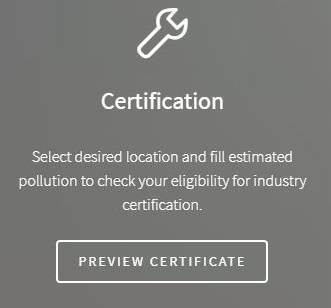 Certification
Select desired location and fill estimated
pollution to check your eligibility for industry
certification.
PREVIEW CERTIFICATE